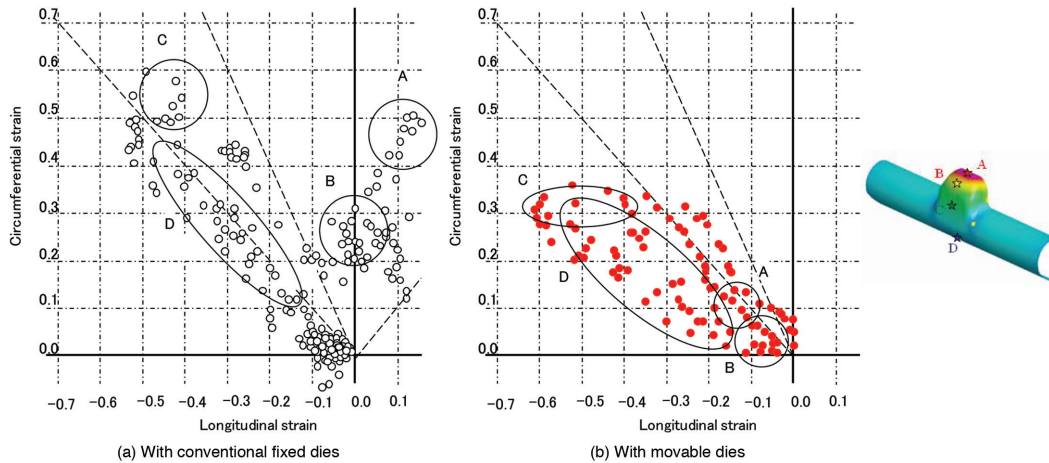 0.7
0.6
0.5
0.4
0.3
0.2
0.1
0.0
Circumferential strain
C
A
B
D
-0.7 -0.6 -0.5 -0.4 -0.3 -0.2 -0.1 0.0 0.1
Longitudinal strain
(a) With conventional fixed dies
0.7
0.6
0.5
0.4
0.3
0.2
0.1
0.0
Circumferential strain
C
D
A
B
-0.7 -0.6 -0.5 -0.4 -0.3 -0.2 -0.1 0.0 0.1
Longitudinal strain
(b) With movable dies
A
B
C
D